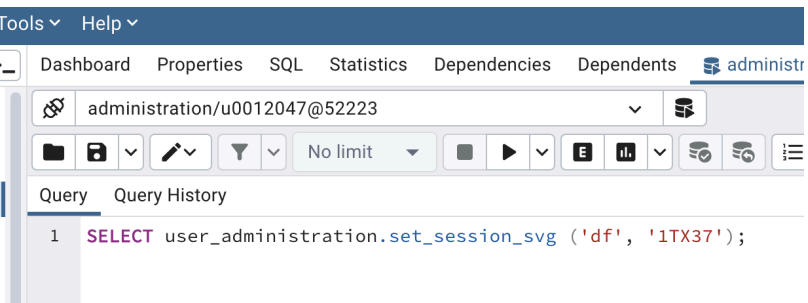 Tools Help
Dashboard Properties SQL Statistics Dependencies Dependents administr
administration/u0012047@52223
No limit E
Query Query History
1 SELECT user_administration.set_session_svg ('df', '1TX37');